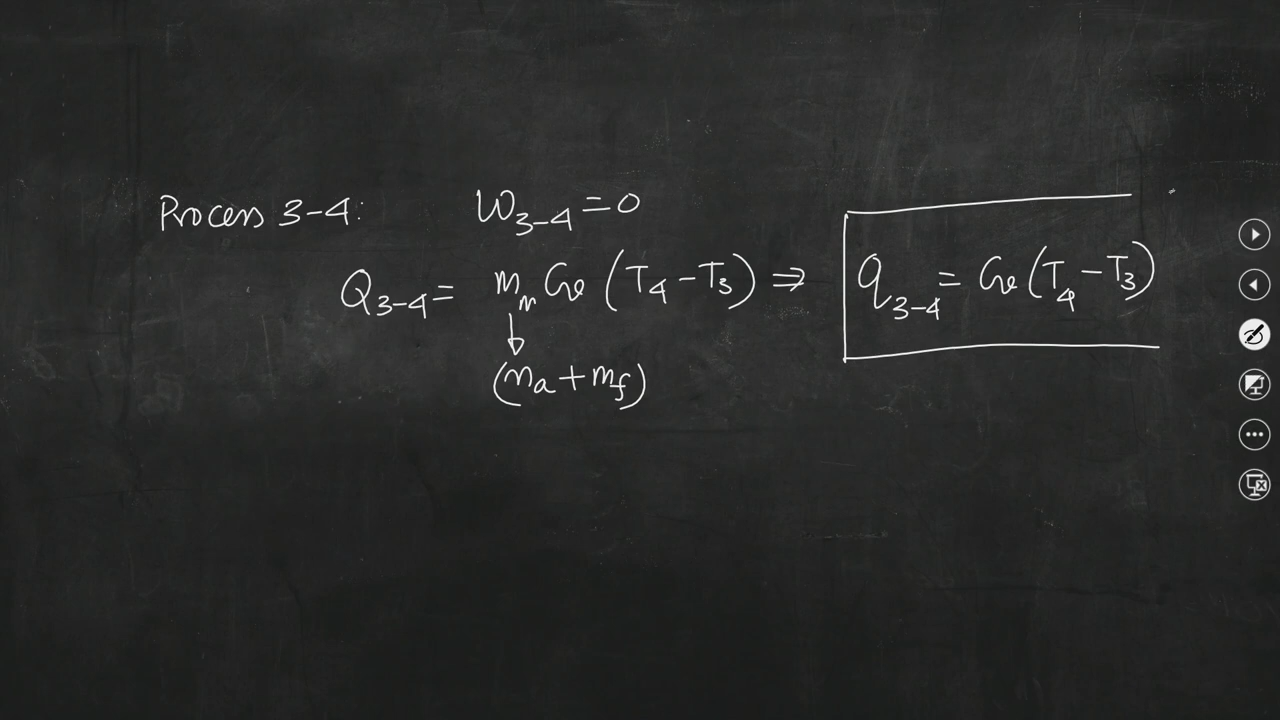 Process 3-4: W₃₋₄ = 0
Q₃₋₄ = mₘ Cv (T₄ - T₃) ⇒ q₃₋₄ = Cv (T₄ - T₃)
↓
(ma + mf)